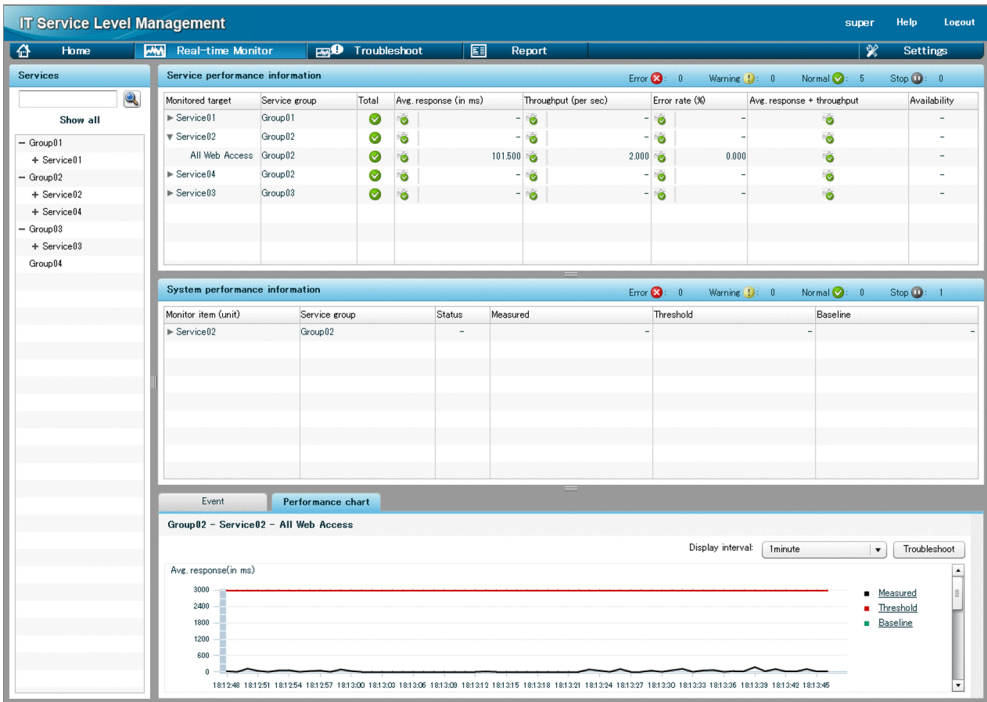 IT Service Level Management
super Help Logout
Home Real-time Monitor Troubleshoot Report Settings
Services
Show all
− Group01
+ Service01
− Group02
+ Service02
+ Service04
− Group03
+ Service03
Group04
Service performance information Error : 0 Warning : 0 Normal : 5 Stop : 0
Monitored target Service group Total Avg. response (in ms) Throughput (per sec) Error rate (%) Avg. response + throughput Availability
Service01 Group01 − − − −
Service02 Group02 − − − −
All Web Access Group02 101.500 2.000 0.000 −
Service04 Group02 − − − −
Service03 Group03 − − − −
System performance information Error : 0 Warning : 0 Normal : 0 Stop : 1
Monitor item (unit) Service group Status Measured Threshold Baseline
Service02 Group02 − − − −
Event Performance chart
Group02 − Service02 − All Web Access
Display interval: 1minute Troubleshoot
Avg. response(in ms)
3000
2400
1800
1200
600
0
18:12:48 18:12:51 18:12:54 18:12:57 18:13:00 18:13:03 18:13:06 18:13:09 18:13:12 18:13:15 18:13:18 18:13:21 18:13:24 18:13:27 18:13:30 18:13:33 18:13:36 18:13:39 18:13:42 18:13:45
Measured
Threshold
Baseline